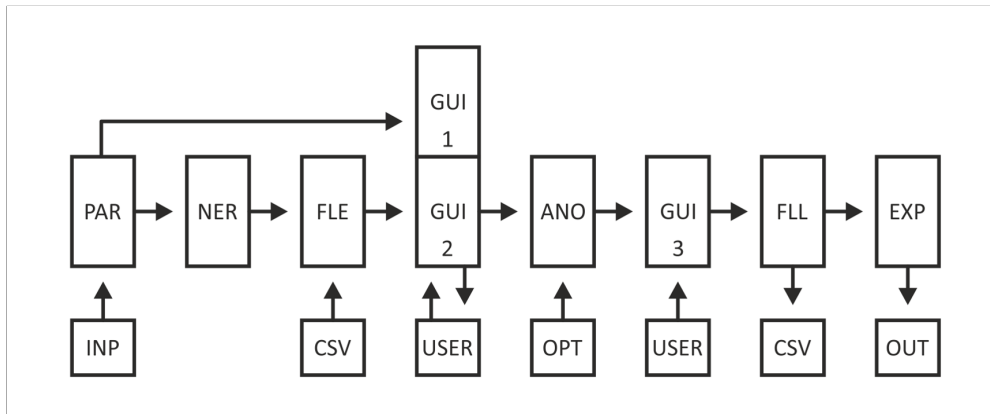 GUI
1
PAR
NER
FLE
GUI
2
ANO
GUI
3
FLL
EXP
INP
CSV
USER
OPT
USER
CSV
OUT